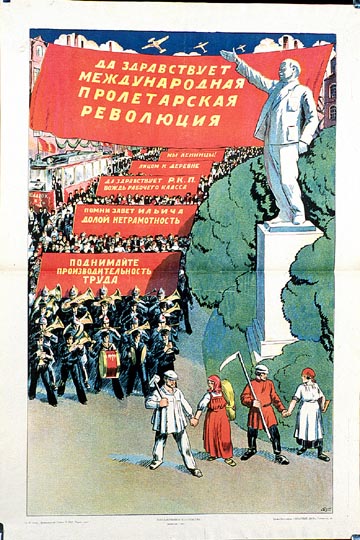 ДА ЗДРАВСТВУЕТ
МЕЖДУНАРОДНАЯ
ПРОЛЕТАРСКАЯ
РЕВОЛЮЦИЯ
МЫ ЛЕНИНЦЫ
ЛИЦОМ К ДЕРЕВНЕ
ДА ЗДРАВСТВУЕТ Р.К.П.
ВОЖДЬ РАБОЧЕГО КЛАССА
ПОМНИ ЗАВЕТ ИЛЬИЧА
ДОЛОЙ НЕГРАМОТНОСТЬ
ПОДНИМАЙТЕ
ПРОИЗВОДИТЕЛЬНОСТЬ
ТРУДА